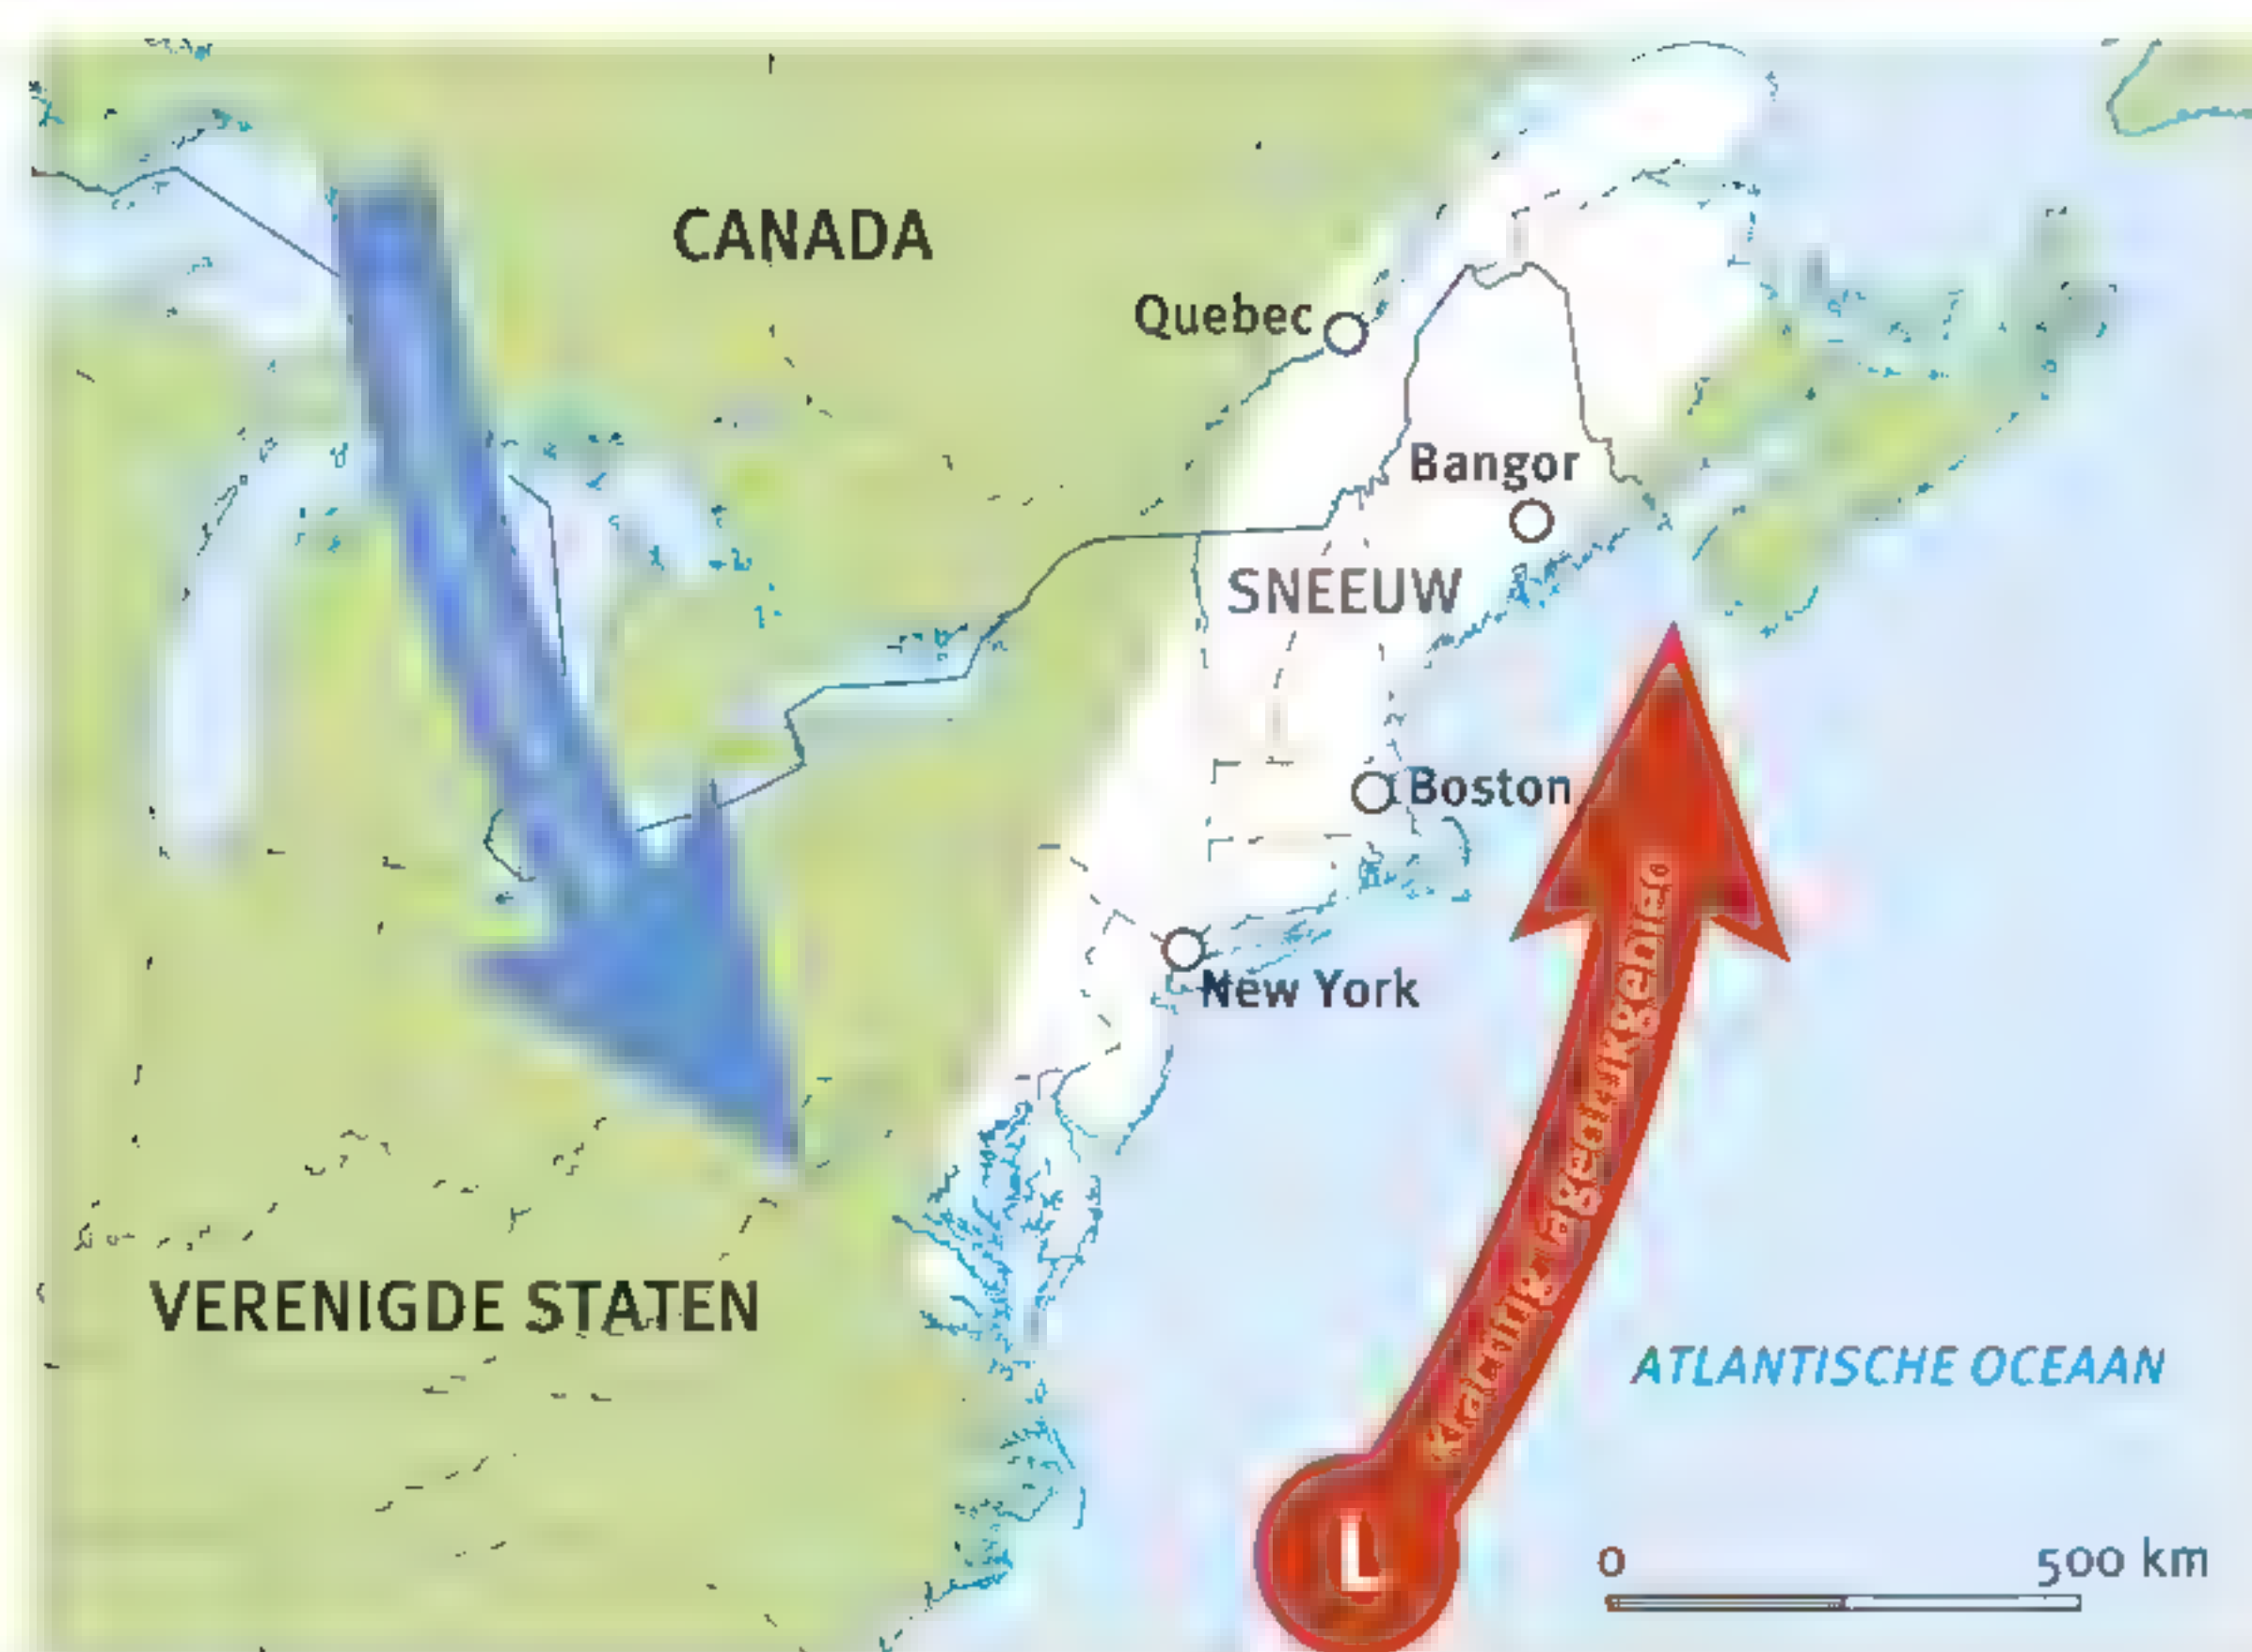 CANADA
Quebec
Bangor
SNEEUW
Boston
New York
VERENIGDE STATEN
ATLANTISCHE OCEAAN
L
0 500 km